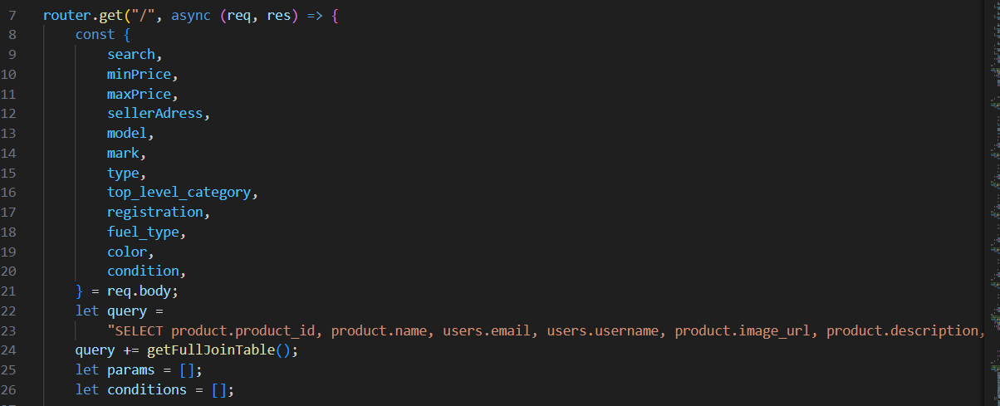 7 router.get("/", async (req, res) => {
8 const {
9 search,
10 minPrice,
11 maxPrice,
12 sellerAdress,
13 model,
14 mark,
15 type,
16 top_level_category,
17 registration,
18 fuel_type,
19 color,
20 condition,
21 } = req.body;
22 let query =
23 "SELECT product.product_id, product.name, users.email, users.username, product.image_url, product.description,
24 query += getFullJoinTable();
25 let params = [];
26 let conditions = [];